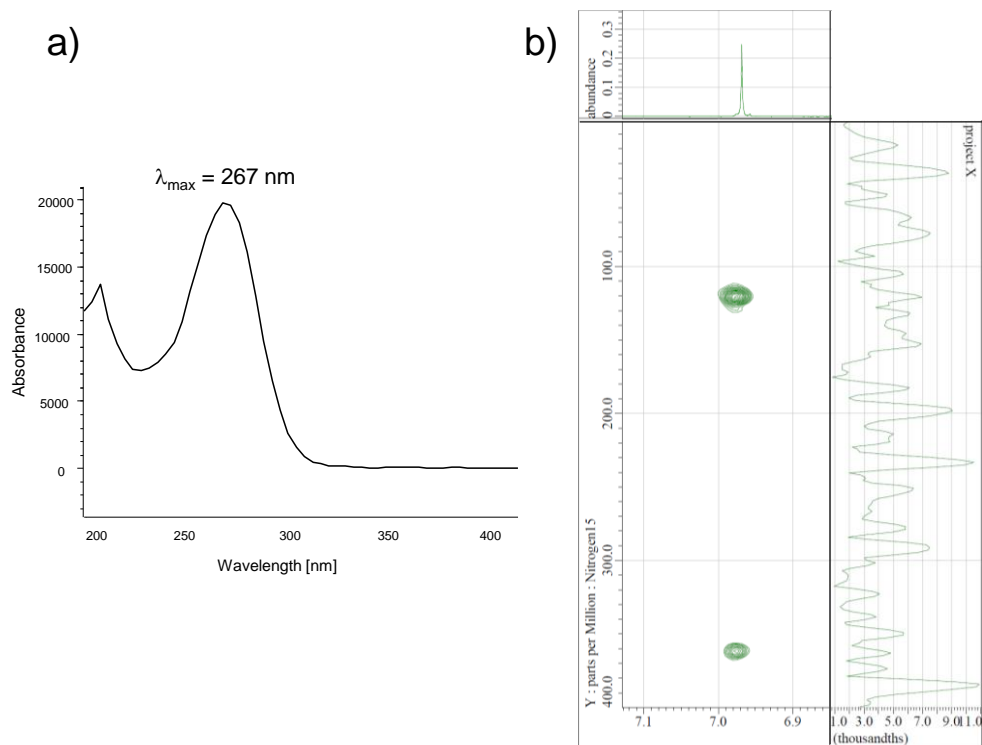 a)
λmax = 267 nm
20000
15000
10000
5000
0
Absorbance
200
250
300
400
Wavelength [nm]
b)
abundance
0 0.1 0.2 0.3
project X
100.0
200.0
300.0
400.0
Y : parts per Million : Nitrogen15
7.1 7.0 6.9
1.0 3.0 5.0 7.0 9.0 11.0
(thousandths)